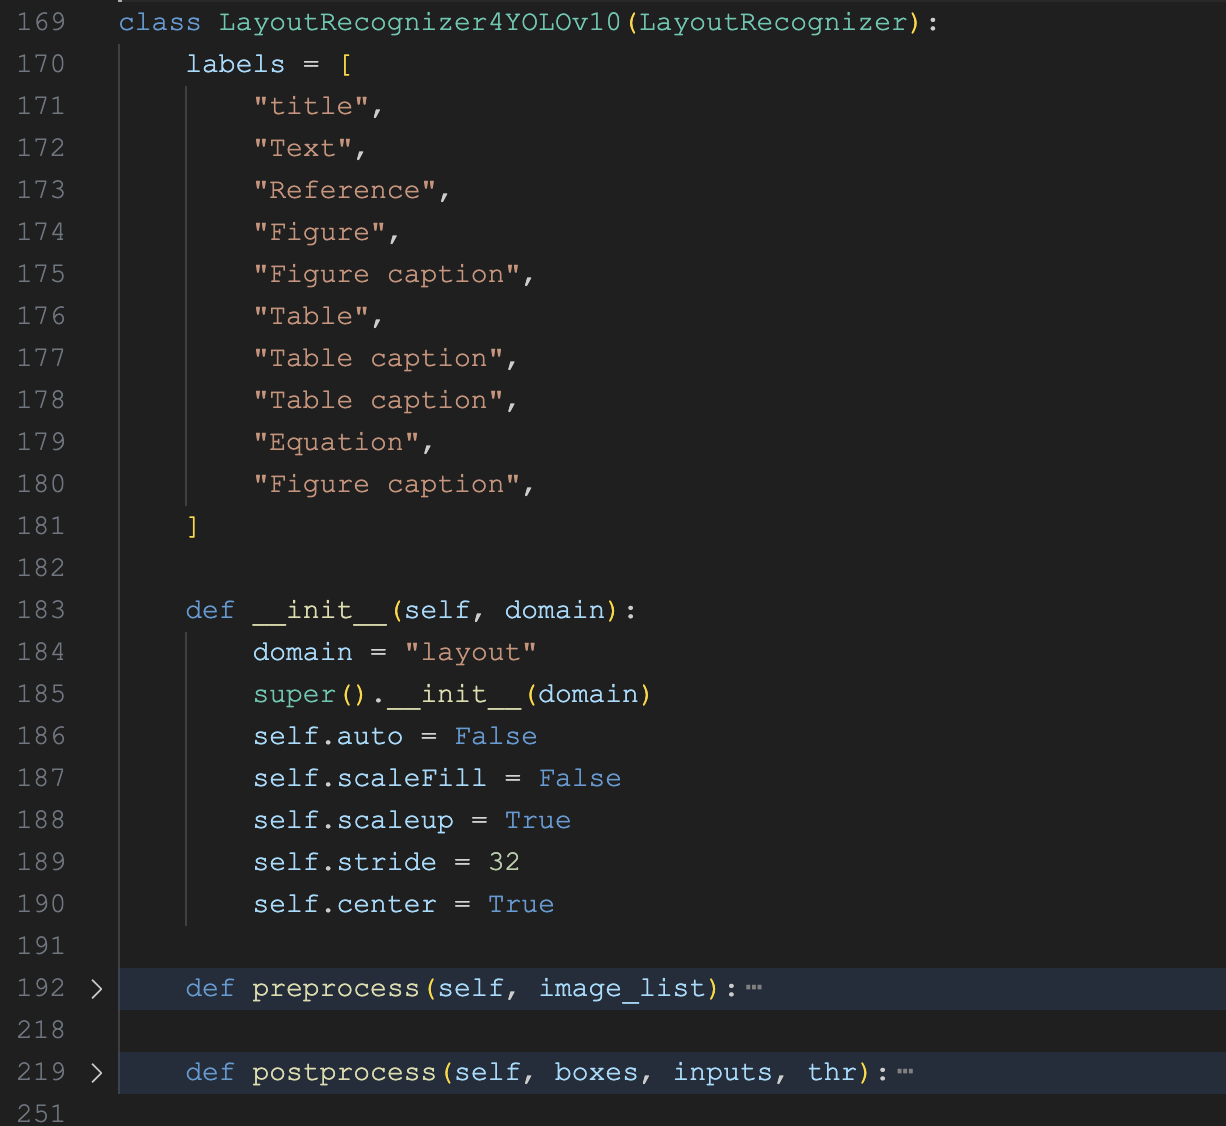 169 class LayoutRecognizer4YOLOv10(LayoutRecognizer):
170     labels = [
171         "title",
172         "Text",
173         "Reference",
174         "Figure",
175         "Figure caption",
176         "Table",
177         "Table caption",
178         "Table caption",
179         "Equation",
180         "Figure caption",
181     ]
182
183     def __init__(self, domain):
184         domain = "layout"
185         super().__init__(domain)
186         self.auto = False
187         self.scaleFill = False
188         self.scaleup = True
189         self.stride = 32
190         self.center = True
191
192 >   def preprocess(self, image_list):⋯
218
219 >   def postprocess(self, boxes, inputs, thr):⋯
251